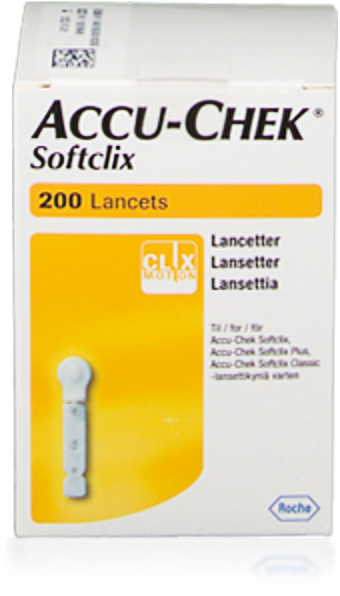 ACCU-CHEK®
Softclix
200 Lancets
CLIX
MOTION
Lancetter
Lansetter
Lansettia
Til / for / för
Accu-Chek Softclix,
Accu-Chek Softclix Plus,
Accu-Chek Softclix Classic
-lansettikyniä varten
Roche